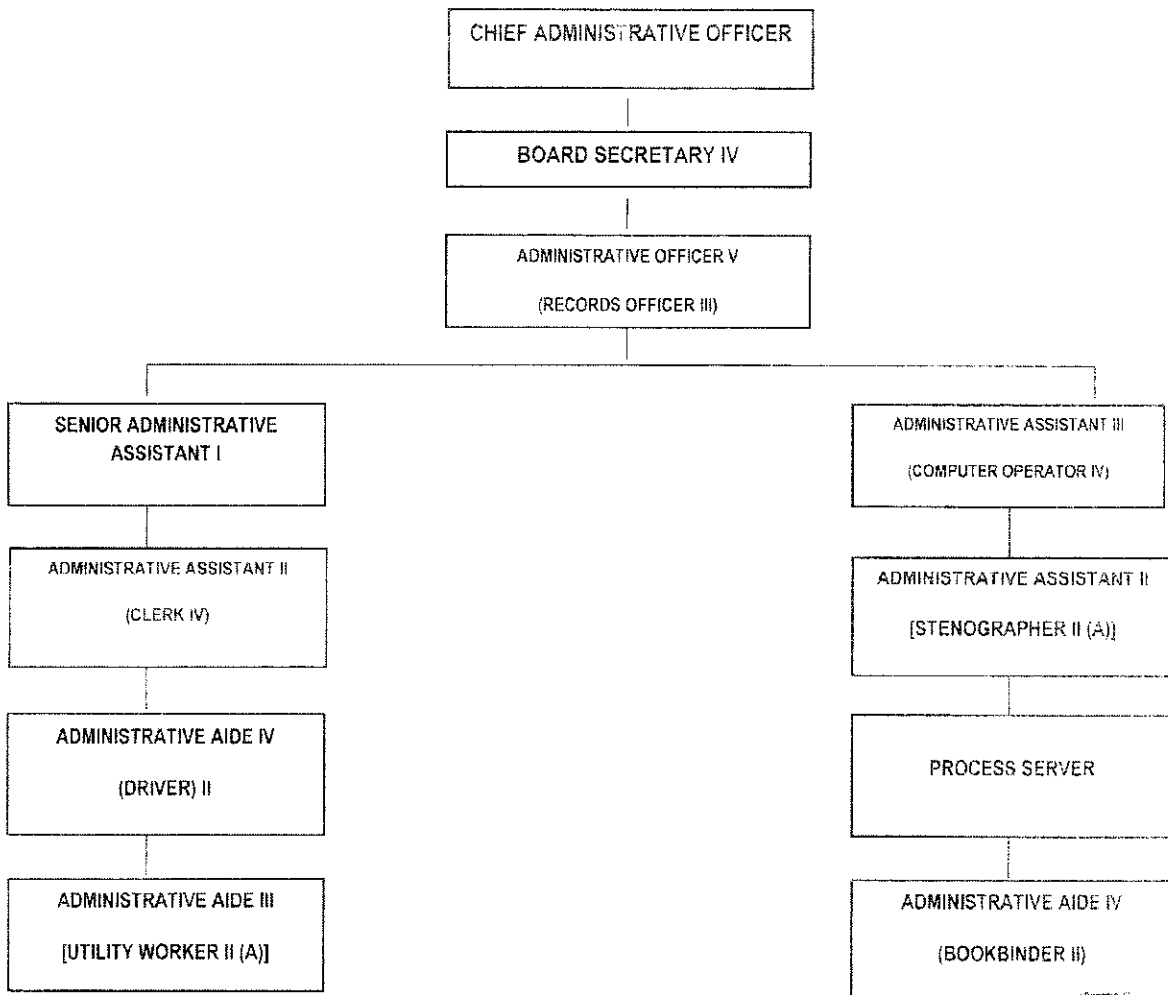 CHIEF ADMINISTRATIVE OFFICER
BOARD SECRETARY IV
ADMINISTRATIVE OFFICER V
(RECORDS OFFICER III)
SENIOR ADMINISTRATIVE
ASSISTANT I
ADMINISTRATIVE ASSISTANT II
(CLERK IV)
ADMINISTRATIVE AIDE IV
(DRIVER) II
ADMINISTRATIVE AIDE III
[UTILITY WORKER II (A)]
ADMINISTRATIVE ASSISTANT III
(COMPUTER OPERATOR IV)
ADMINISTRATIVE ASSISTANT II
[STENOGRAPHER II (A)]
PROCESS SERVER
ADMINISTRATIVE AIDE IV
(BOOKBINDER II)